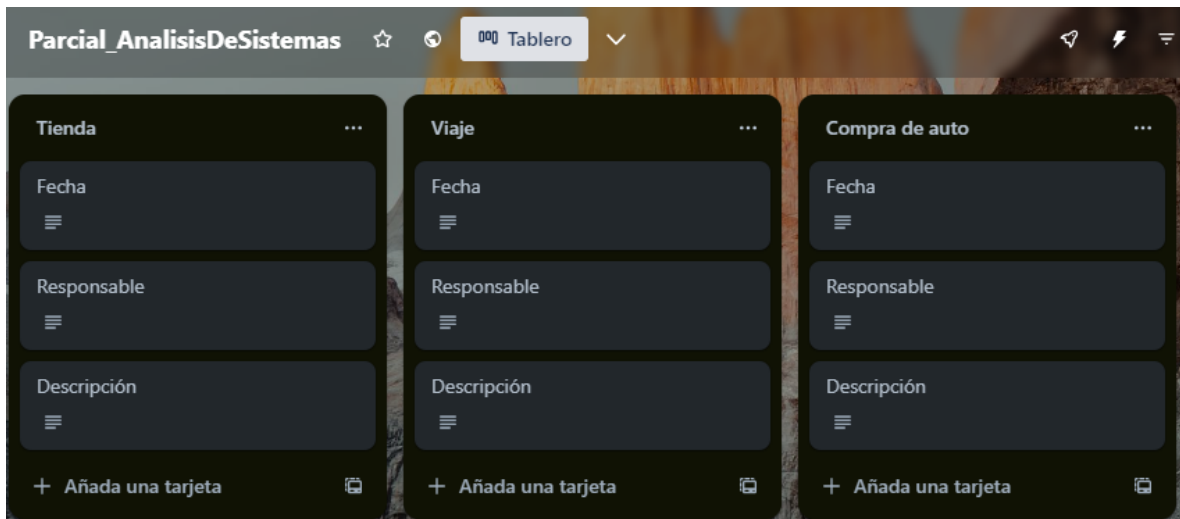 Parcial_AnalisisDeSistemas
Tablero
Tienda
Fecha
Responsable
Descripción
Añada una tarjeta
Viaje
Fecha
Responsable
Descripción
Añada una tarjeta
Compra de auto
Fecha
Responsable
Descripción
Añada una tarjeta